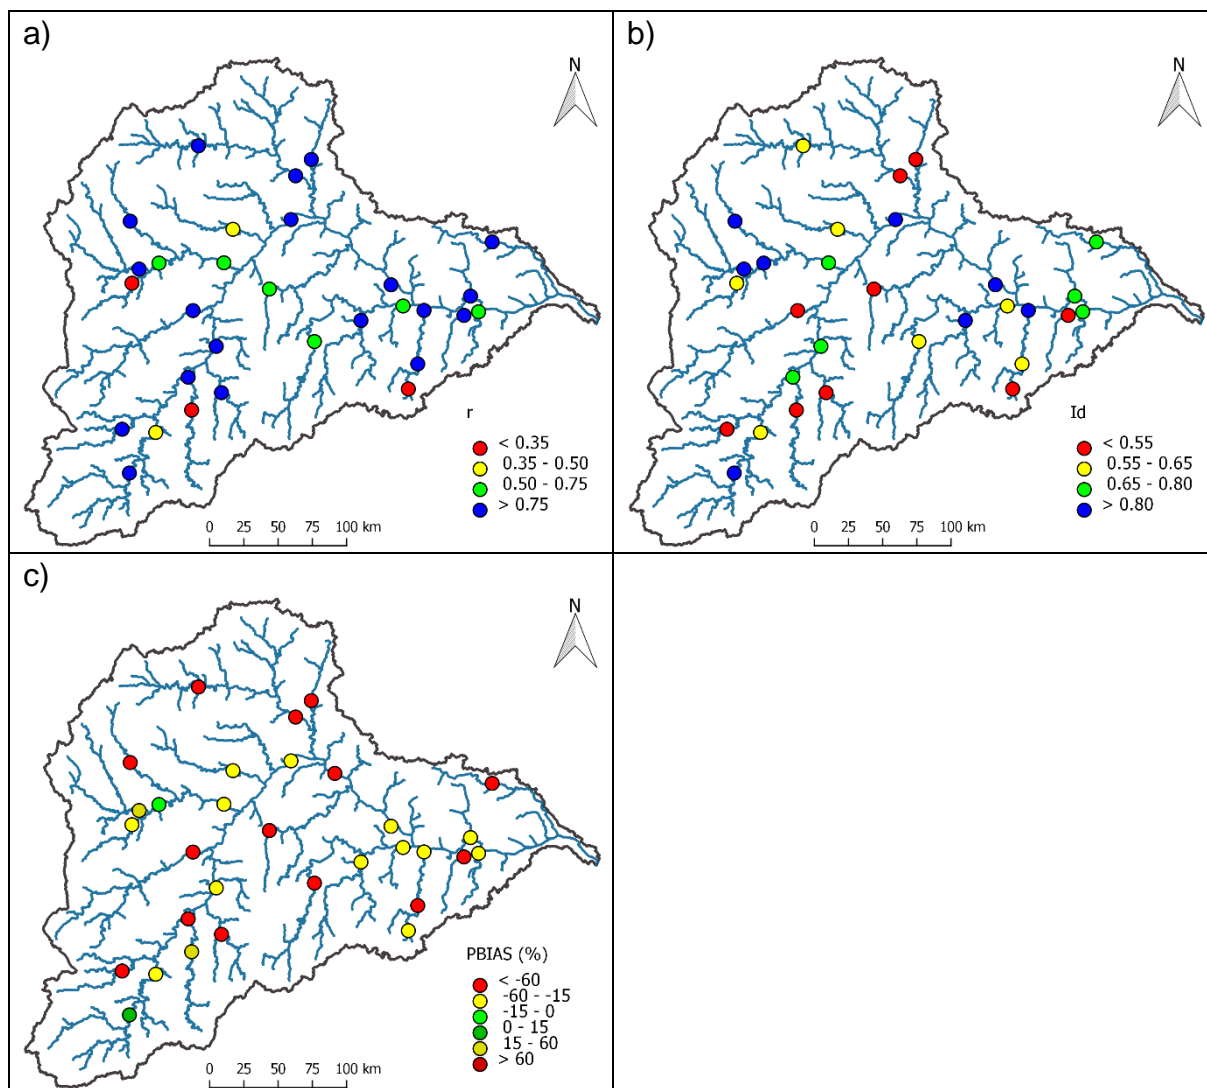 a)
N
r
< 0.35
0.35 - 0.50
0.50 - 0.75
> 0.75
0 25 50 75 100 km
b)
N
Id
< 0.55
0.55 - 0.65
0.65 - 0.80
> 0.80
0 25 50 75 100 km
c)
N
PBIAS (%)
< -60
-60 - -15
-15 - 0
0 - 15
15 - 60
> 60
0 25 50 75 100 km